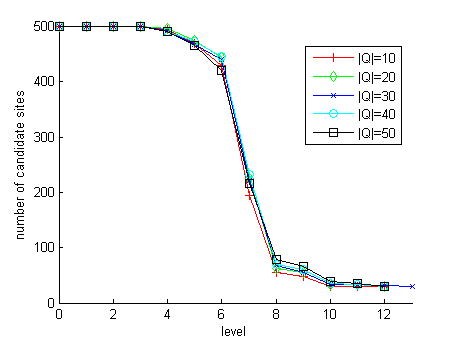 500
400
300
200
100
0
number of candidate sites
|Q|=10
|Q|=20
|Q|=30
|Q|=40
|Q|=50
0 2 4 6 8 10 12
level